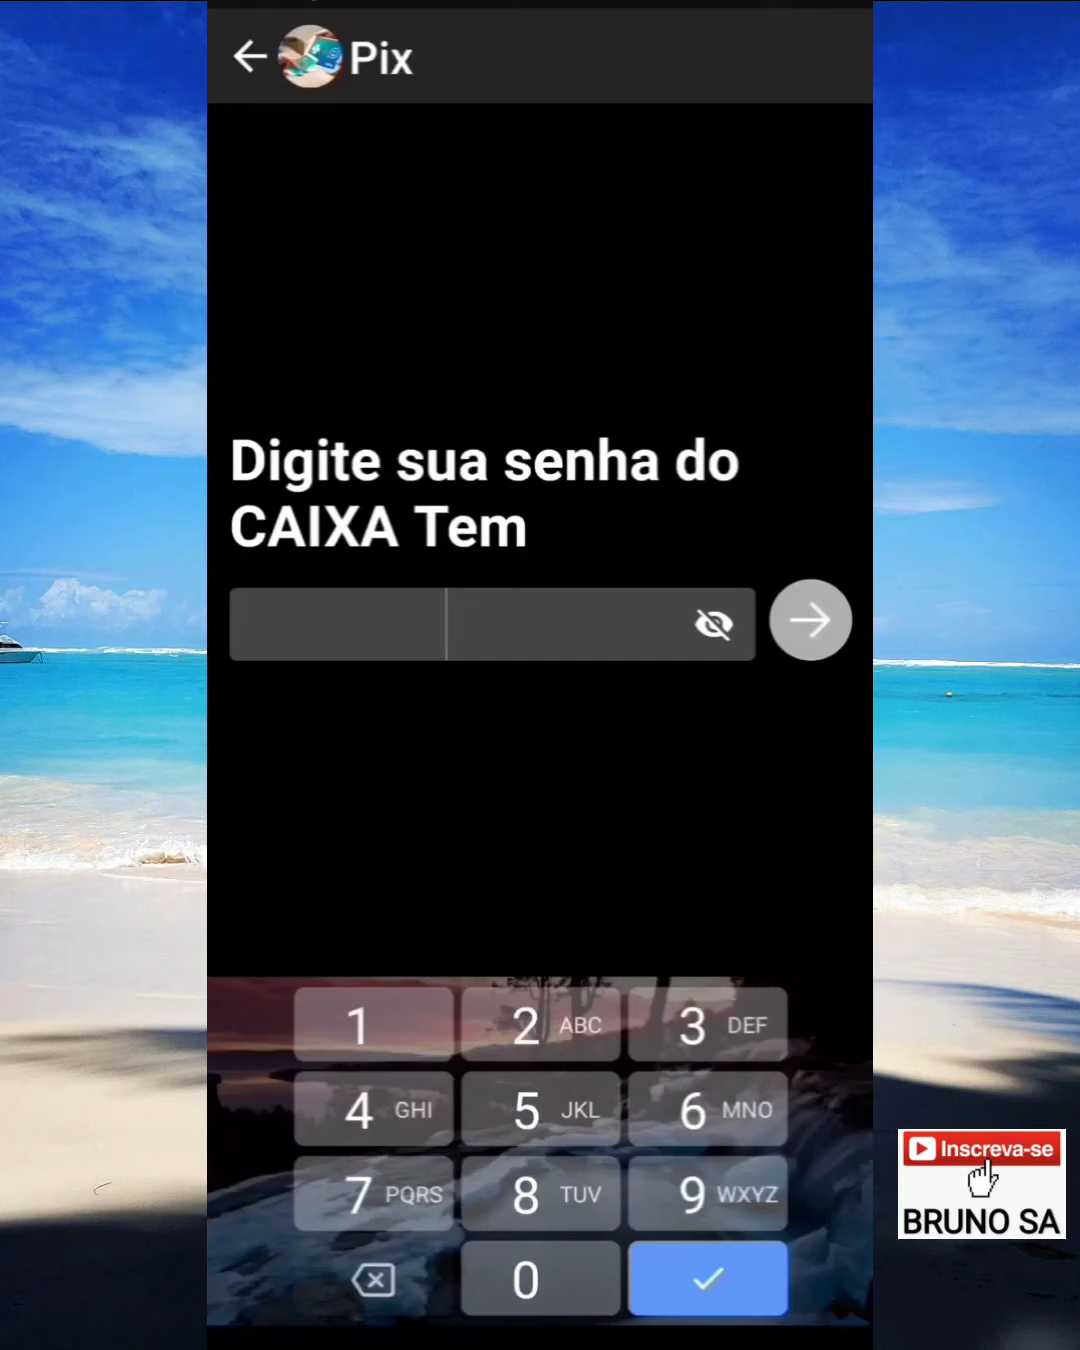 Pix
Digite sua senha do
CAIXA Tem
1
2 ABC
3 DEF
4 GHI
5 JKL
6 MNO
7 PQRS
8 TUV
9 WXYZ
0
Inscreva-se
BRUNO SA